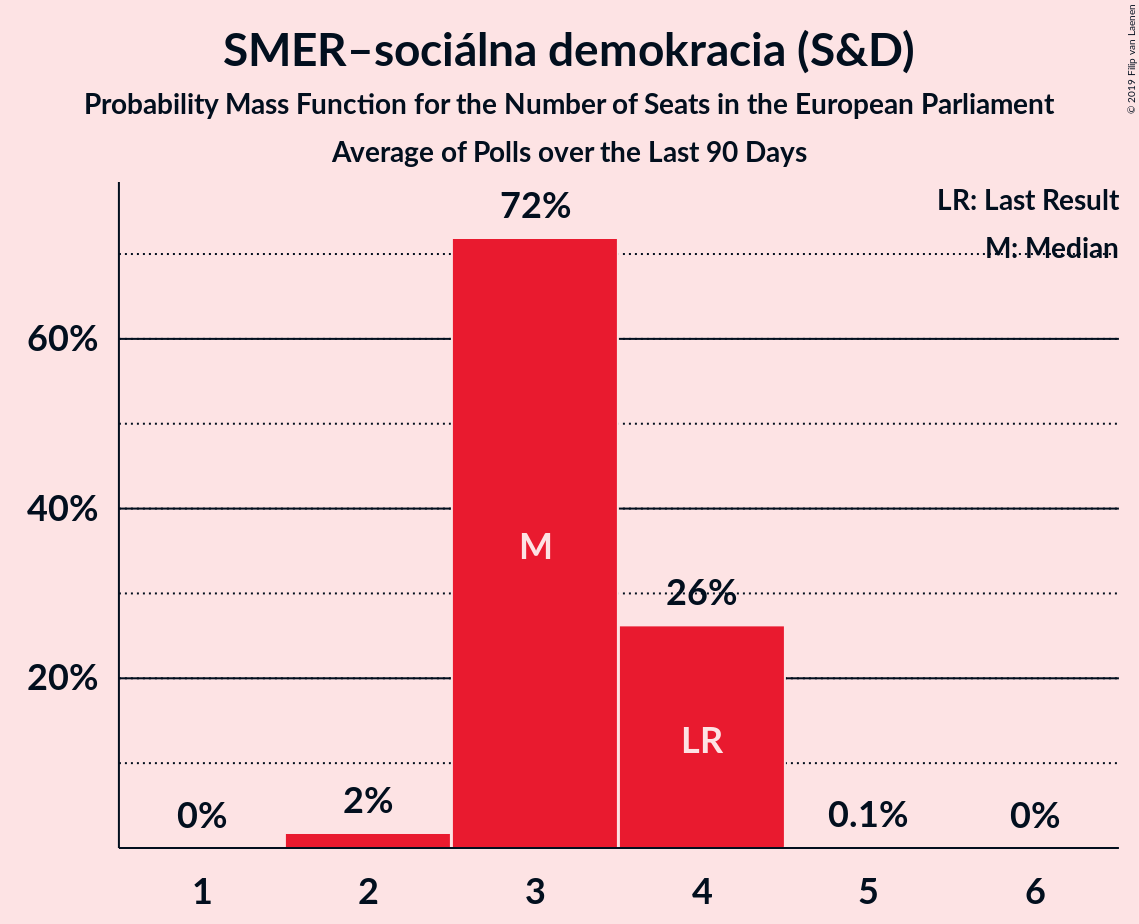 SMER–sociálna demokracia (S&D)
Probability Mass Function for the Number of Seats in the European Parliament
Average of Polls over the Last 90 Days
© 2019 Filip van Laenen
LR: Last Result
M: Median
72%
60%
40%
20%
M
26%
LR
0%
2%
0.1%
0%
1 2 3 4 5 6